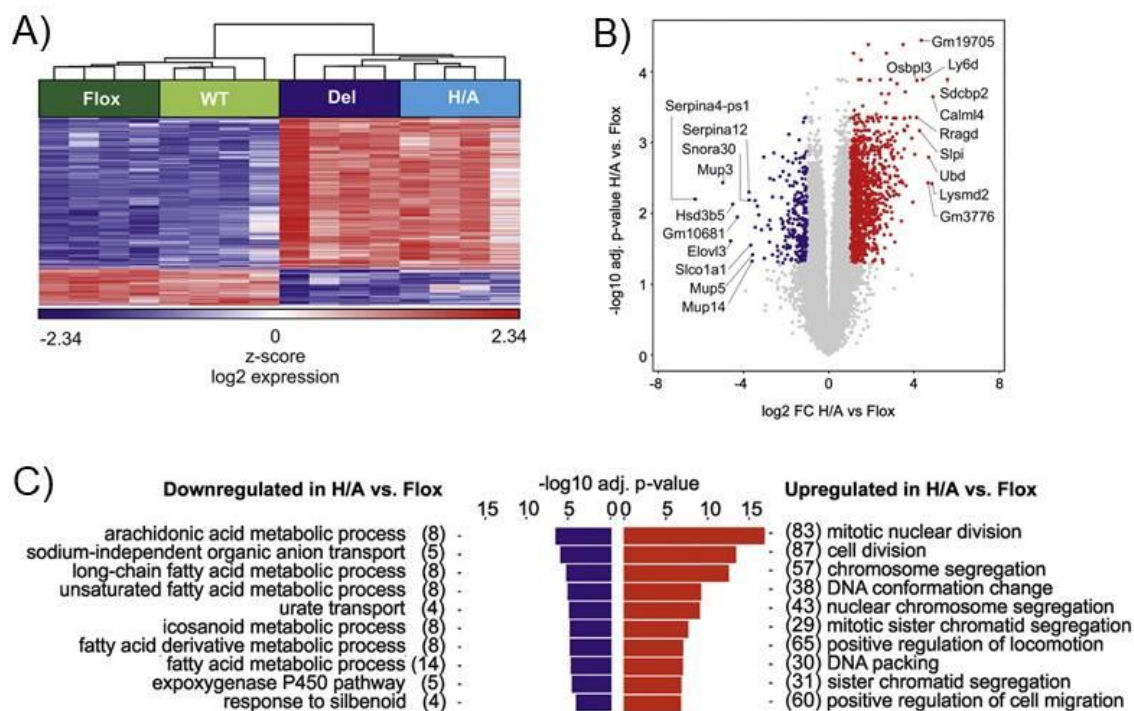 A)
Flox WT Del H/A
-2.34 0 2.34
z-score
log2 expression
B)
-log10 adj. p-value H/A vs. Flox
4
3
2
1
0
-8 -4 0 4 8
log2 FC H/A vs Flox
Serpina4-ps1
Serpina12
Snora30
Mup3
Hsd3b5
Gm10681
Elovl3
Slco1a1
Mup5
Mup14
Gm19705
Osbpl3 Ly6d
Sdcbp2
Calml4
Rragd
Slpi
Ubd
Lysmd2
Gm3776
C)
Downregulated in H/A vs. Flox
-log10 adj. p-value
Upregulated in H/A vs. Flox
15 10 5 0 0 5 10 15
arachidonic acid metabolic process (8)
sodium-independent organic anion transport (5)
long-chain fatty acid metabolic process (8)
unsaturated fatty acid metabolic process (8)
urate transport (4)
icosanoid metabolic process (8)
fatty acid derivative metabolic process (8)
fatty acid metabolic process (14)
expoxygenase P450 pathway (5)
response to silbenoid (4)
(83) mitotic nuclear division
(87) cell division
(57) chromosome segregation
(38) DNA conformation change
(43) nuclear chromosome segregation
(29) mitotic sister chromatid segregation
(65) positive regulation of locomotion
(30) DNA packing
(31) sister chromatid segregation
(60) positive regulation of cell migration